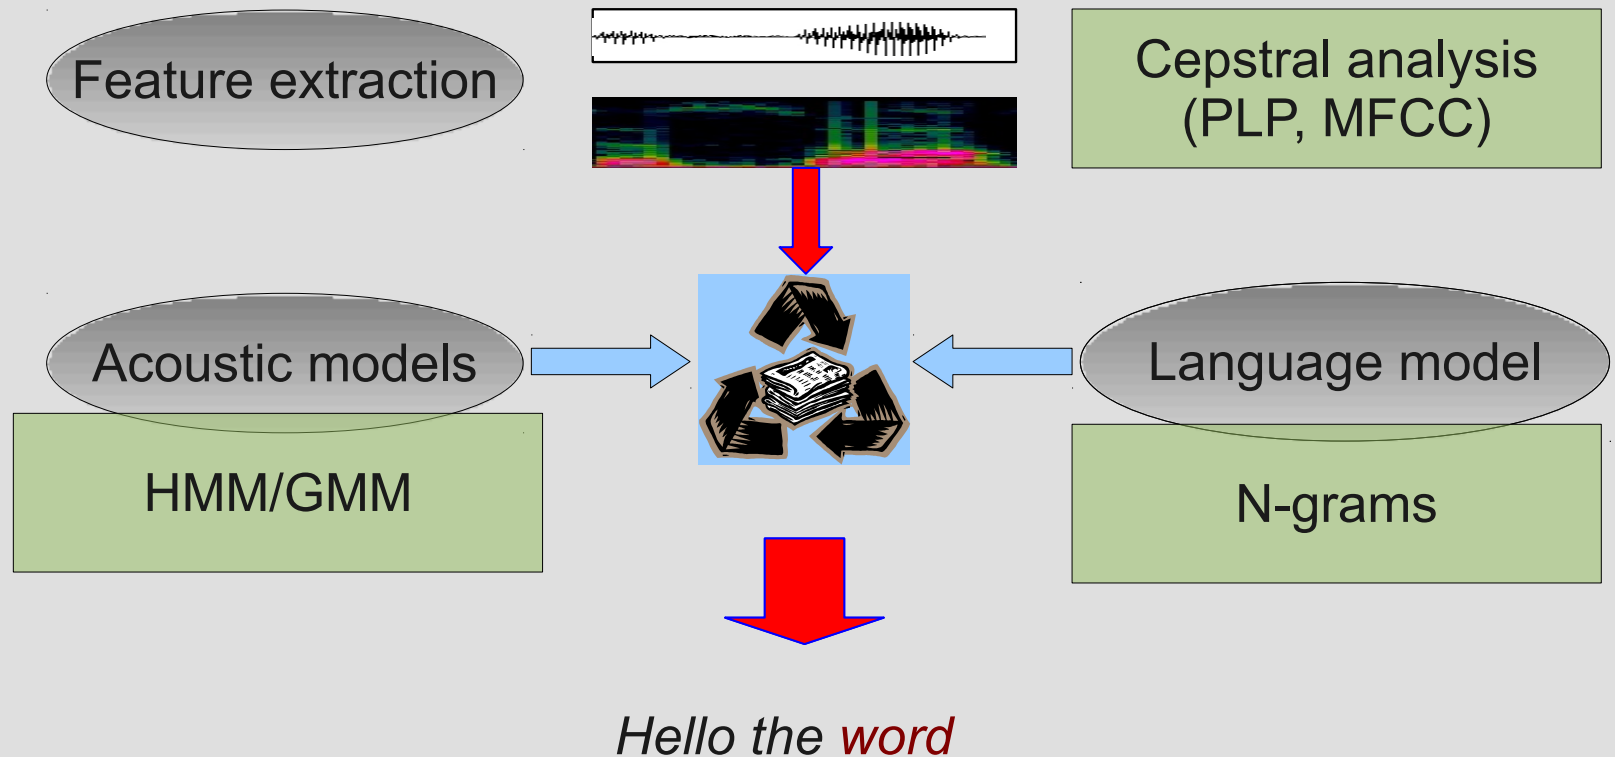 Feature extraction
Cepstral analysis
(PLP, MFCC)
Acoustic models
Language model
HMM/GMM
N-grams
Hello the word